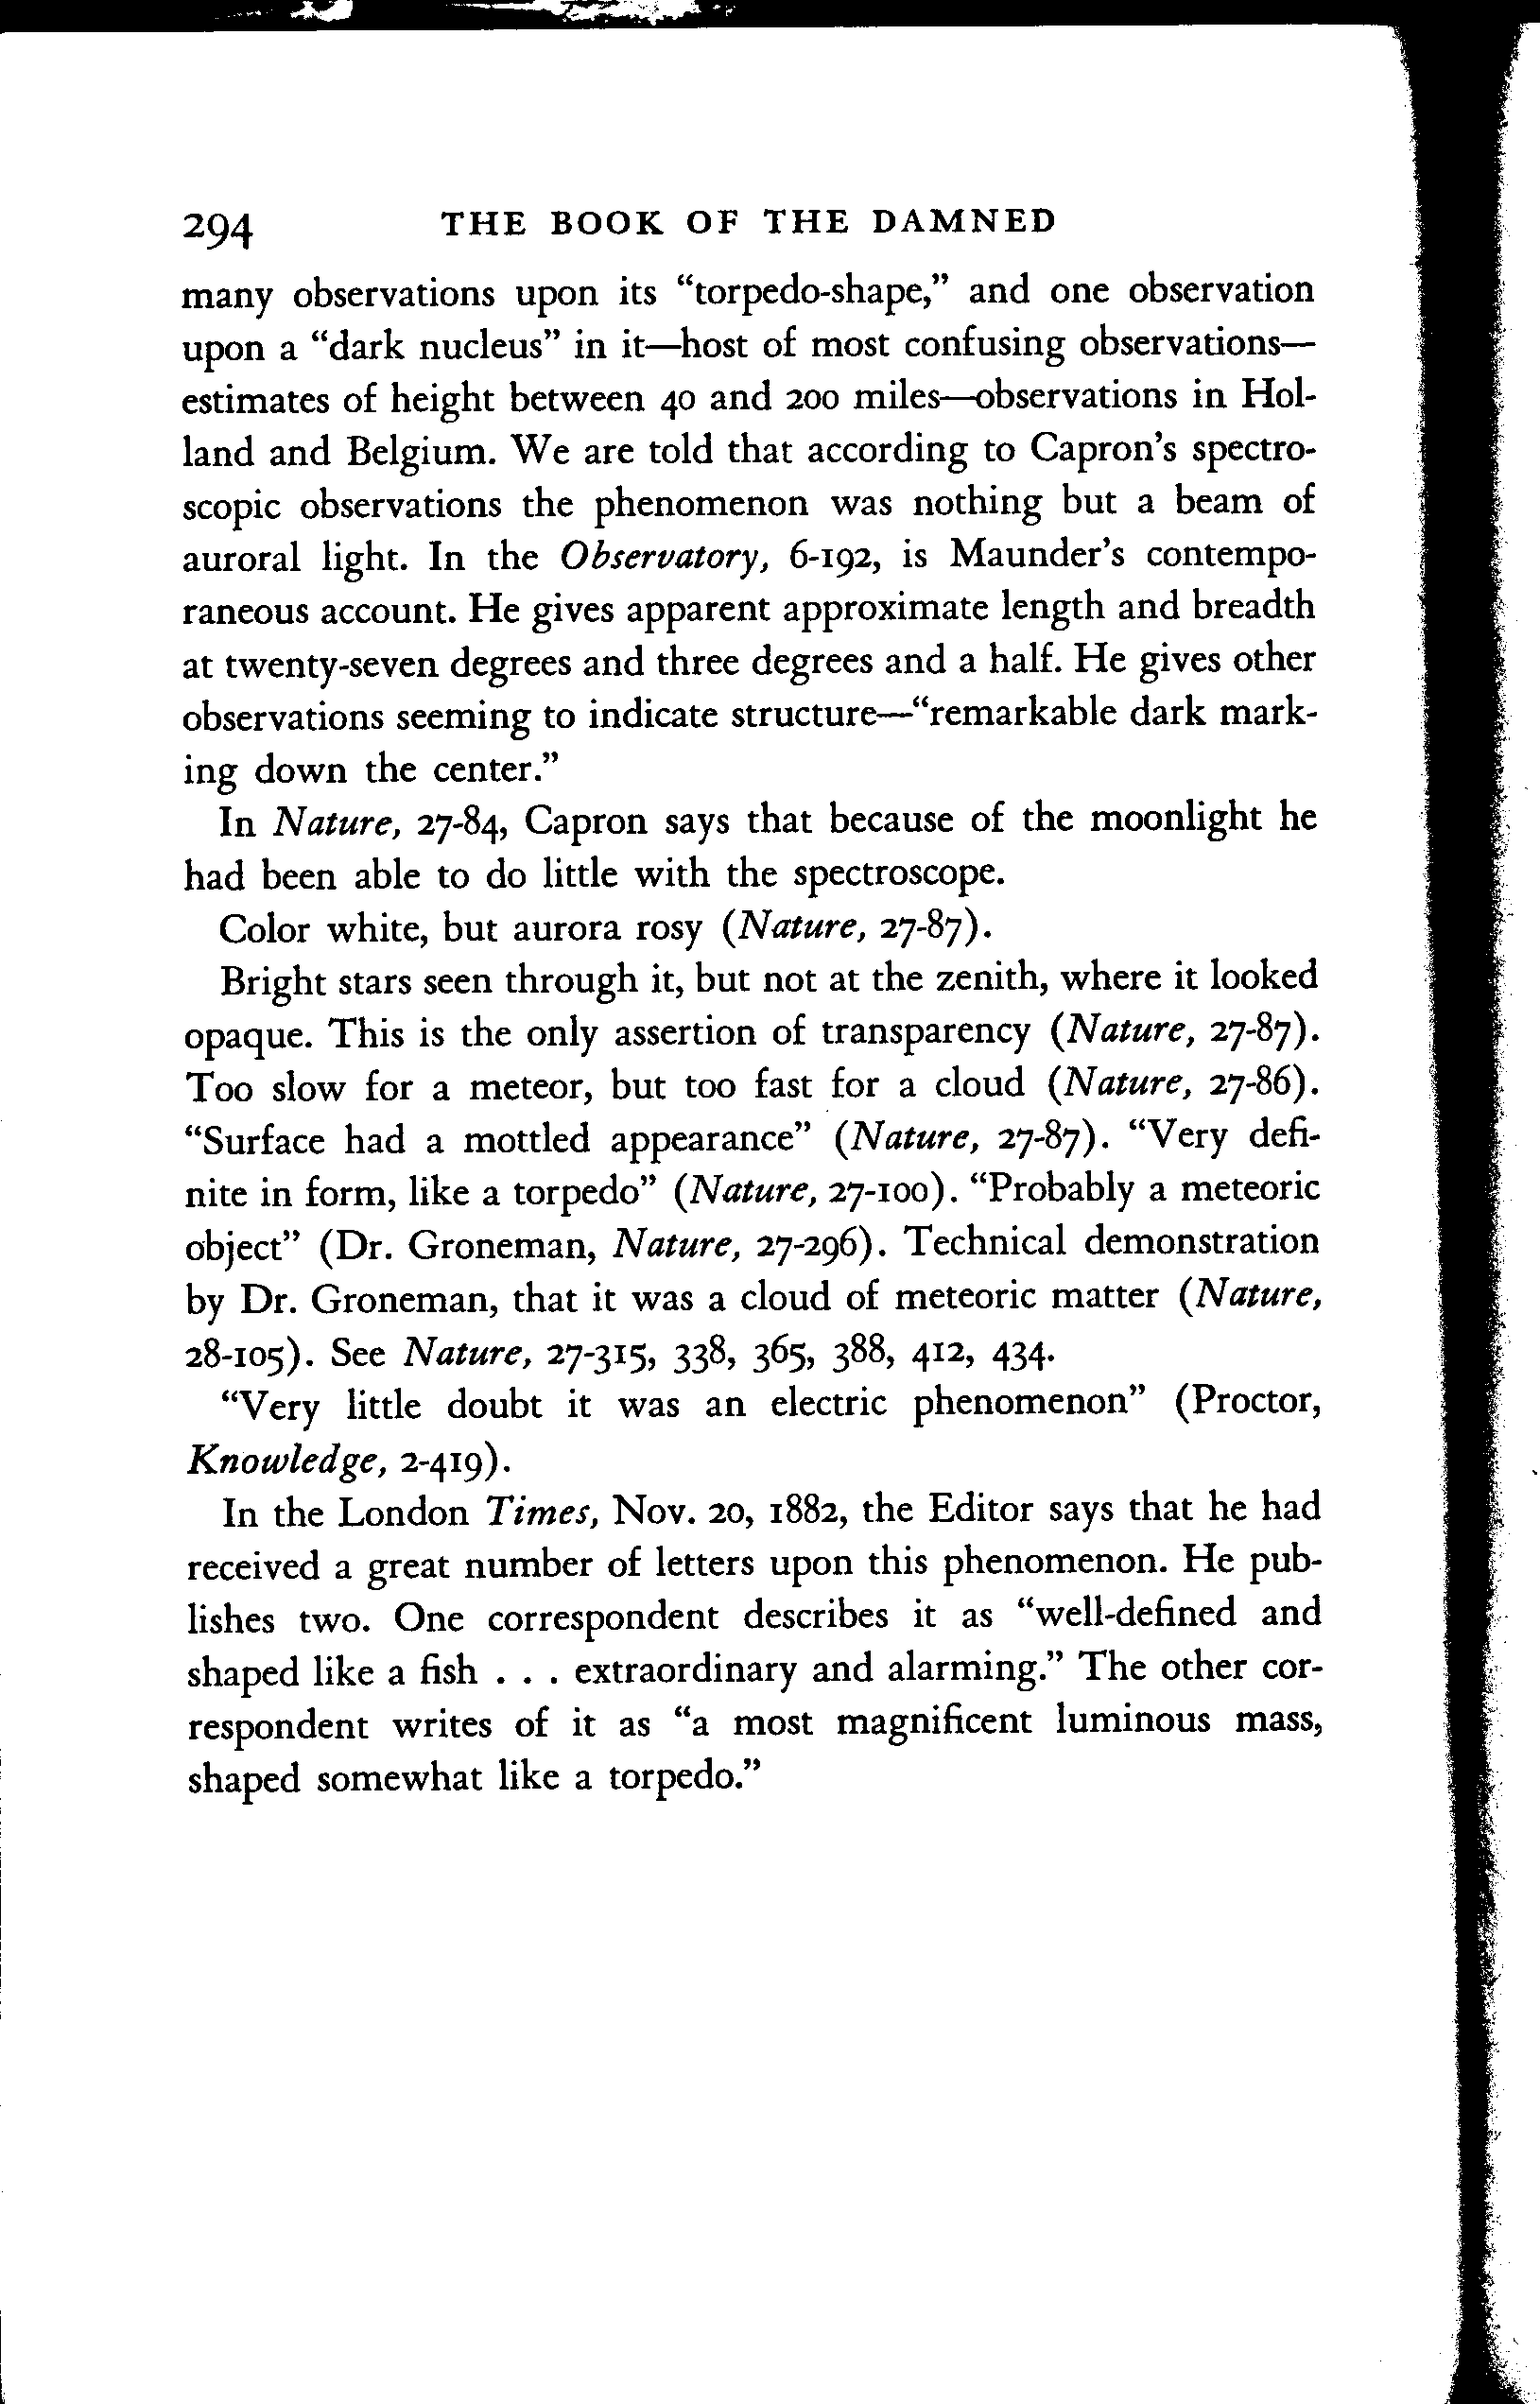 294 THE BOOK OF THE DAMNED
many observations upon its “torpedo-shape,” and one observation
upon a “dark nucleus” in it—host of most confusing observations—
estimates of height between 40 and 200 miles—observations in Hol-
land and Belgium. We are told that according to Capron’s spectro-
scopic observations the phenomenon was nothing but a beam of
auroral light. In the Observatory, 6-192, is Maunder’s contempo-
raneous account. He gives apparent approximate length and breadth
at twenty-seven degrees and three degrees and a half. He gives other
observations seeming to indicate structure—“remarkable dark mark-
ing down the center.”
In Nature, 27-84, Capron says that because of the moonlight he
had been able to do little with the spectroscope.
Color white, but aurora rosy (Nature, 27-87).
Bright stars seen through it, but not at the zenith, where it looked
opaque. This is the only assertion of transparency (Nature, 27-87).
Too slow for a meteor, but too fast for a cloud (Nature, 27-86).
“Surface had a mottled appearance” (Nature, 27-87). “Very defi-
nite in form, like a torpedo” (Nature, 27-100). “Probably a meteoric
object” (Dr. Groneman, Nature, 27-296). Technical demonstration
by Dr. Groneman, that it was a cloud of meteoric matter (Nature,
28-105). See Nature, 27-315, 338, 365, 388, 412, 434.
“Very little doubt it was an electric phenomenon” (Proctor,
Knowledge, 2-419).
In the London Times, Nov. 20, 1882, the Editor says that he had
received a great number of letters upon this phenomenon. He pub-
lishes two. One correspondent describes it as “well-defined and
shaped like a fish . . . extraordinary and alarming.” The other cor-
respondent writes of it as “a most magnificent luminous mass,
shaped somewhat like a torpedo.”